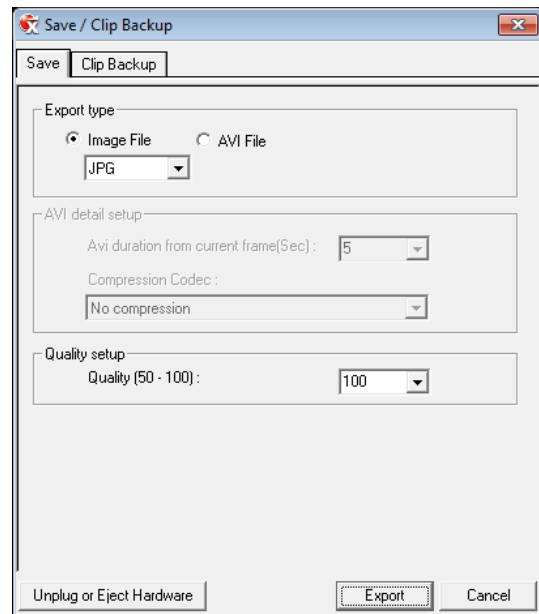 Save / Clip Backup
Save Clip Backup
Export type
Image File AVI File
JPG
AVI detail setup
Avi duration from current frame(Sec) : 5
Compression Codec :
No compression
Quality setup
Quality (50 - 100) : 100
Unplug or Eject Hardware Export Cancel